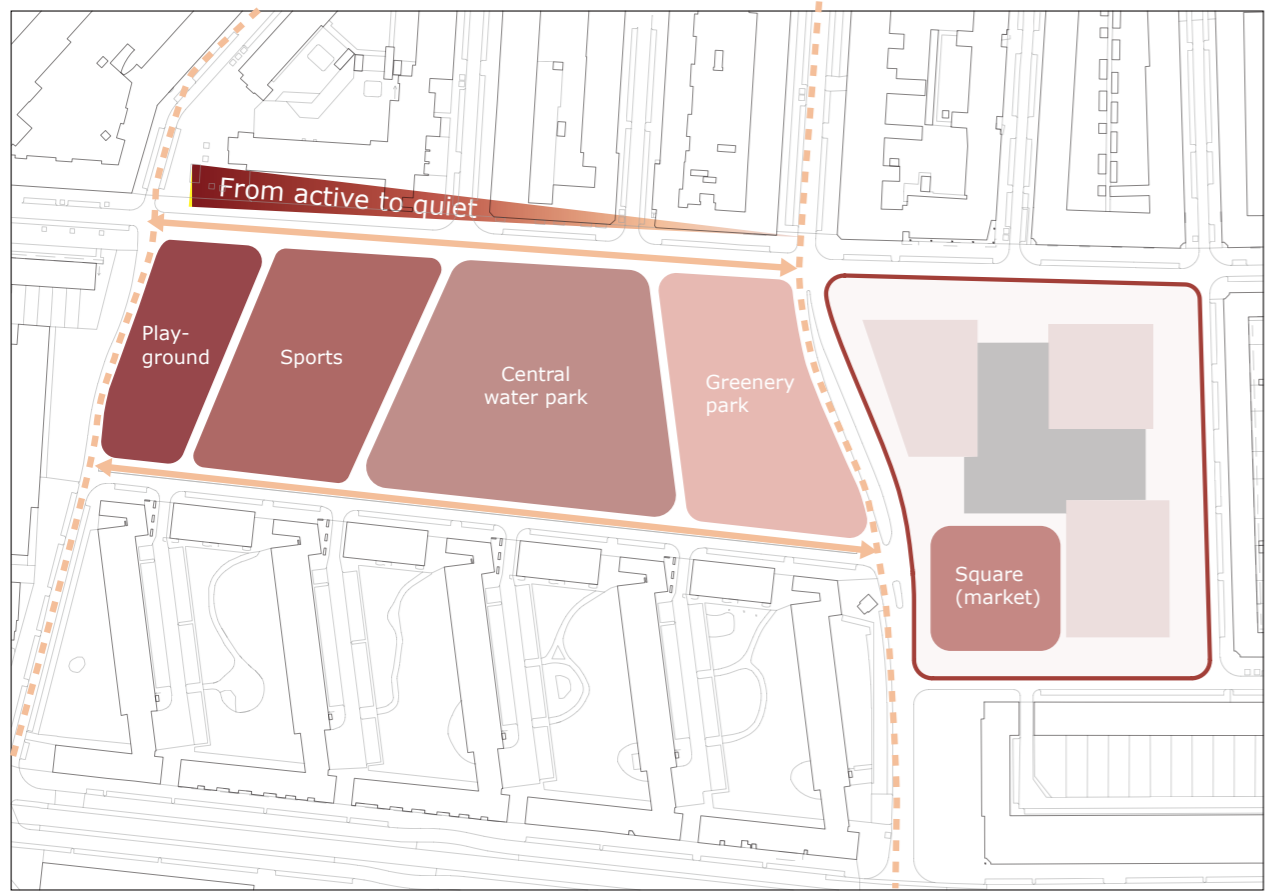 From active to quiet
Play-
ground
Sports
Central
water park
Greenery
park
Square
(market)